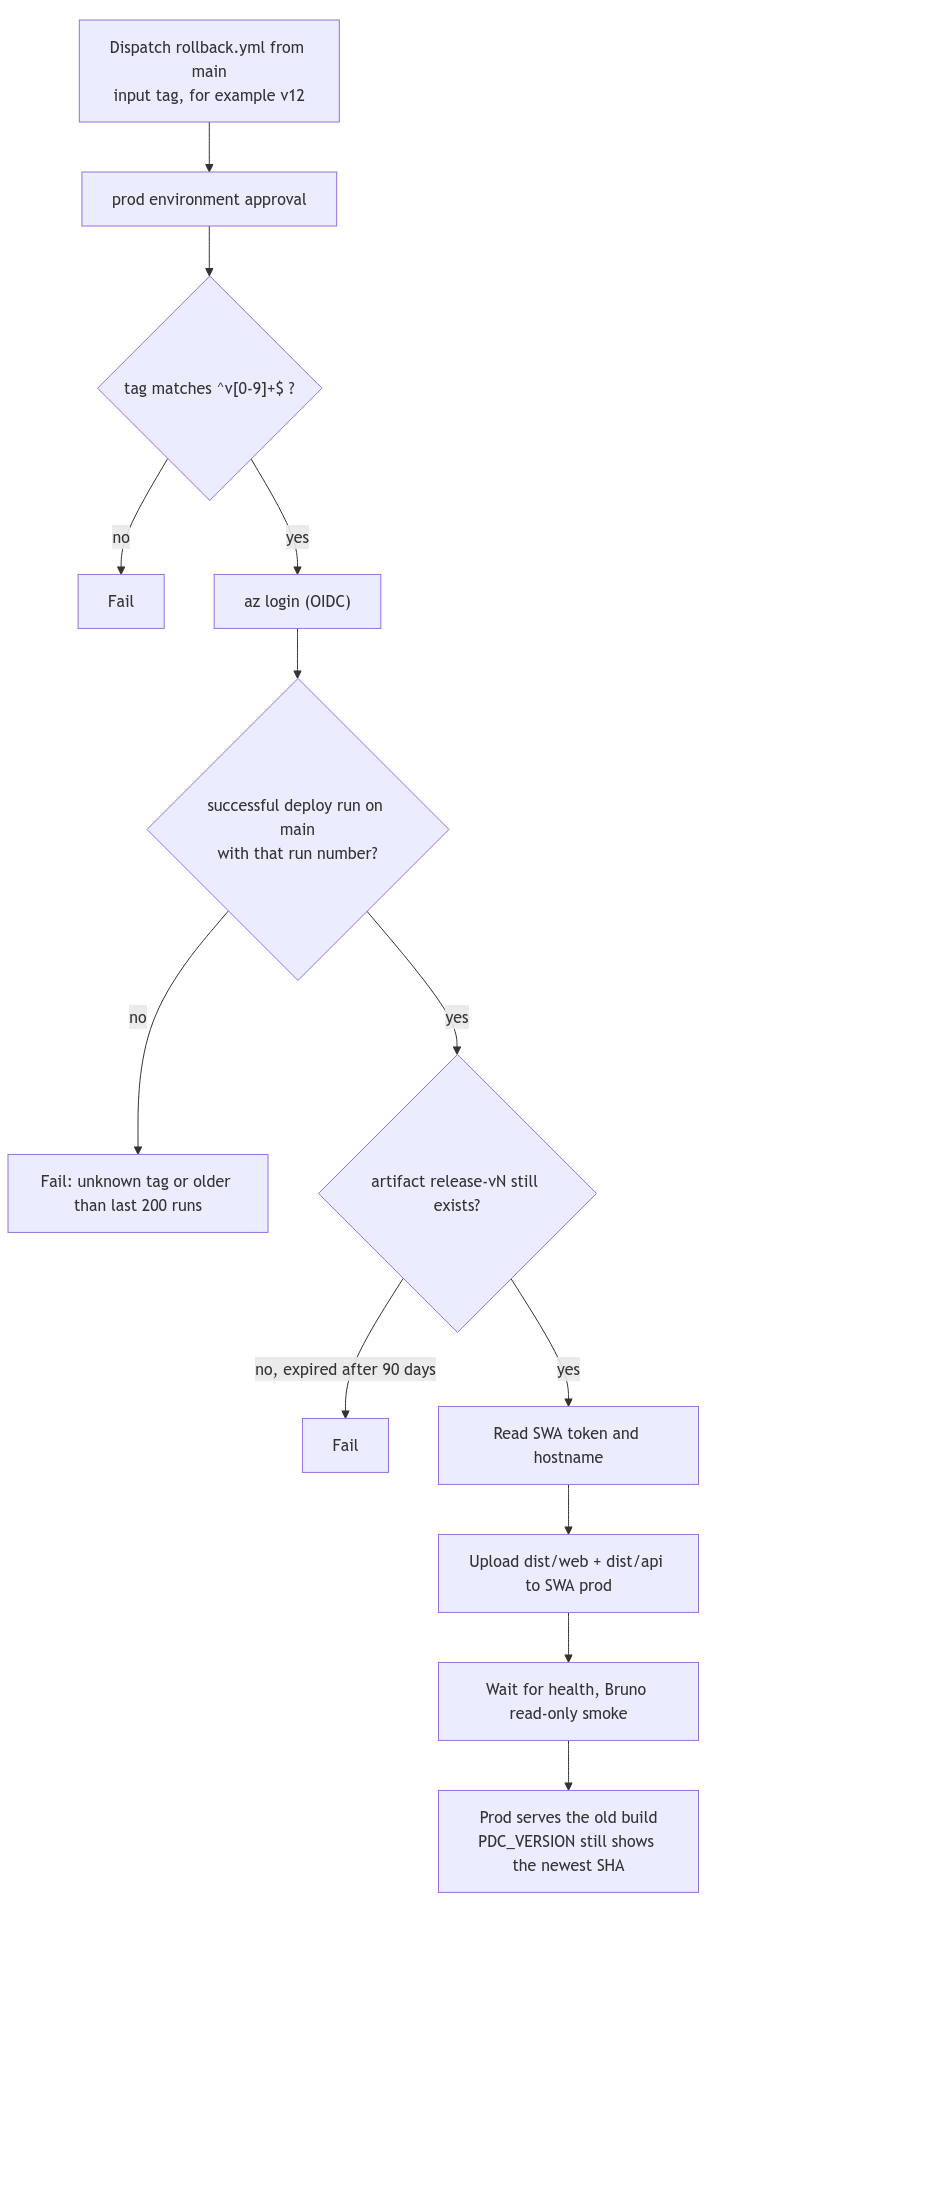 Dispatch rollback.yml from
main
input tag, for example v12
prod environment approval
tag matches ^v[0-9]+$ ?
no
yes
Fail
az login (OIDC)
successful deploy run on
main
with that run number?
no
yes
Fail: unknown tag or older
than last 200 runs
artifact release-vN still
exists?
no, expired after 90 days
yes
Fail
Read SWA token and
hostname
Upload dist/web + dist/api
to SWA prod
Wait for health, Bruno
read-only smoke
Prod serves the old build
PDC_VERSION still shows
the newest SHA